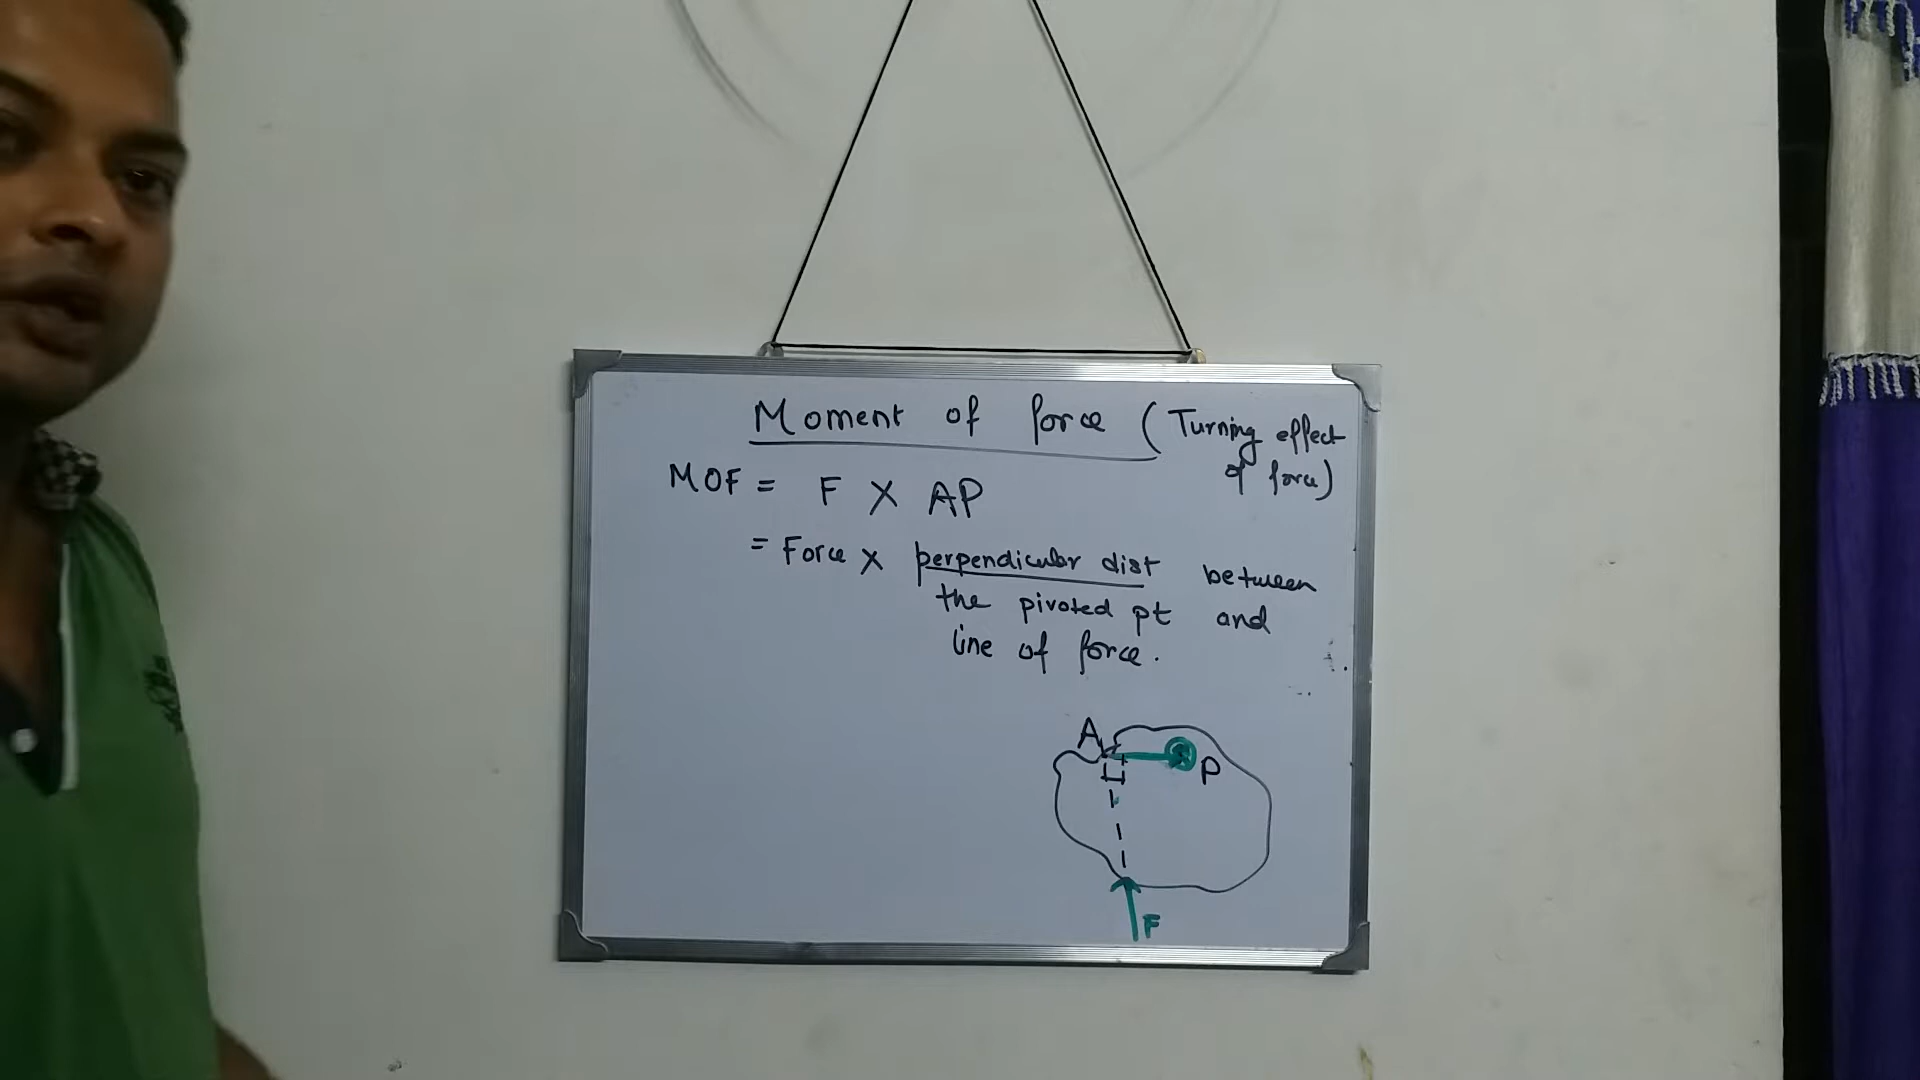 Moment of force (Turning effect
of force)
MOF = F X AP
= Force X perpendicular dist between
the pivoted pt and
line of force.
A
P
F